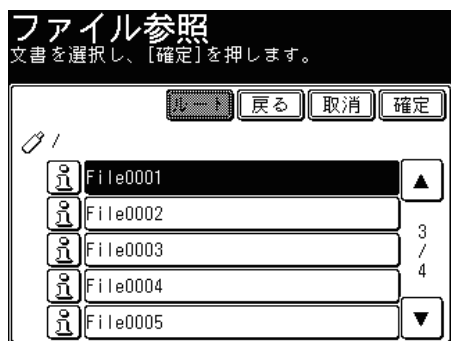 ファイル参照
文書を選択し、[確定]を押します。
ルート 戻る 取消 確定
/
File0001
File0002
File0003
File0004
File0005
3
/
4